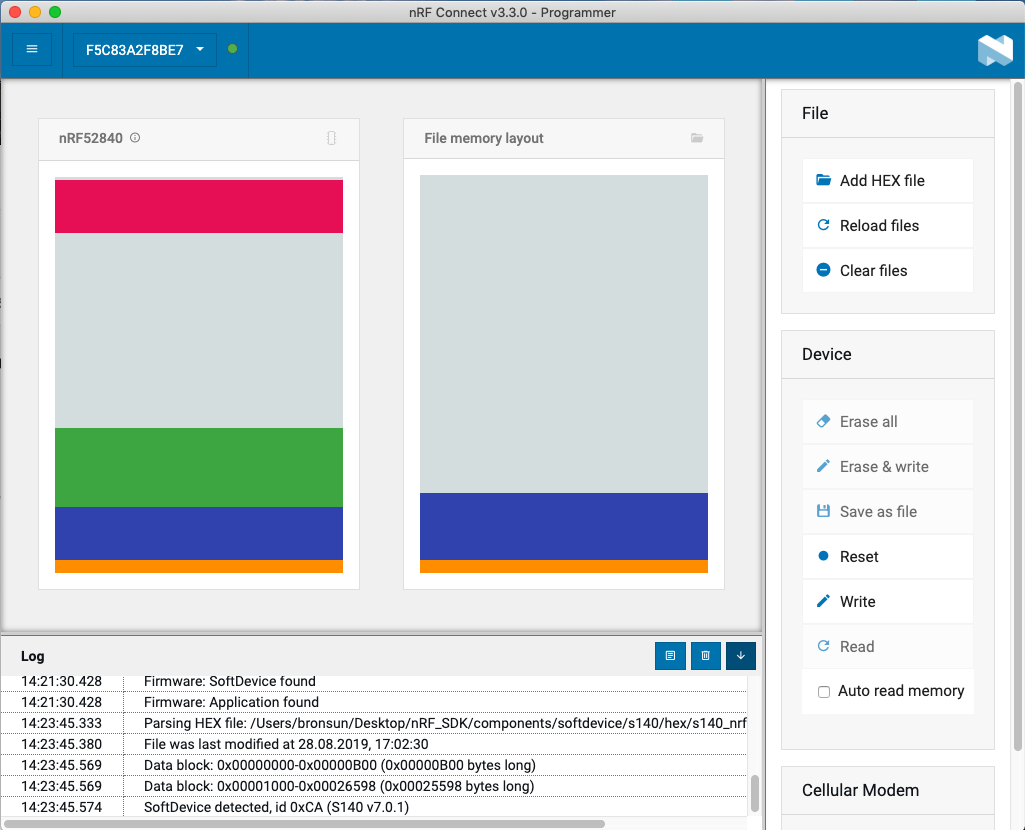 nRF Connect v3.3.0 - Programmer
F5C83A2F8BE7
nRF52840
File memory layout
File
Add HEX file
Reload files
Clear files
Device
Erase all
Erase & write
Save as file
Reset
Write
Read
Auto read memory
Cellular Modem
Log
14:21:30.428 Firmware: SoftDevice found
14:21:30.428 Firmware: Application found
14:23:45.333 Parsing HEX file: /Users/bronsun/Desktop/nRF_SDK/components/softdevice/s140/hex/s140_nrf
14:23:45.380 File was last modified at 28.08.2019, 17:02:30
14:23:45.569 Data block: 0x00000000-0x00000B00 (0x00000B00 bytes long)
14:23:45.569 Data block: 0x00001000-0x00026598 (0x00025598 bytes long)
14:23:45.574 SoftDevice detected, id 0xCA (S140 v7.0.1)